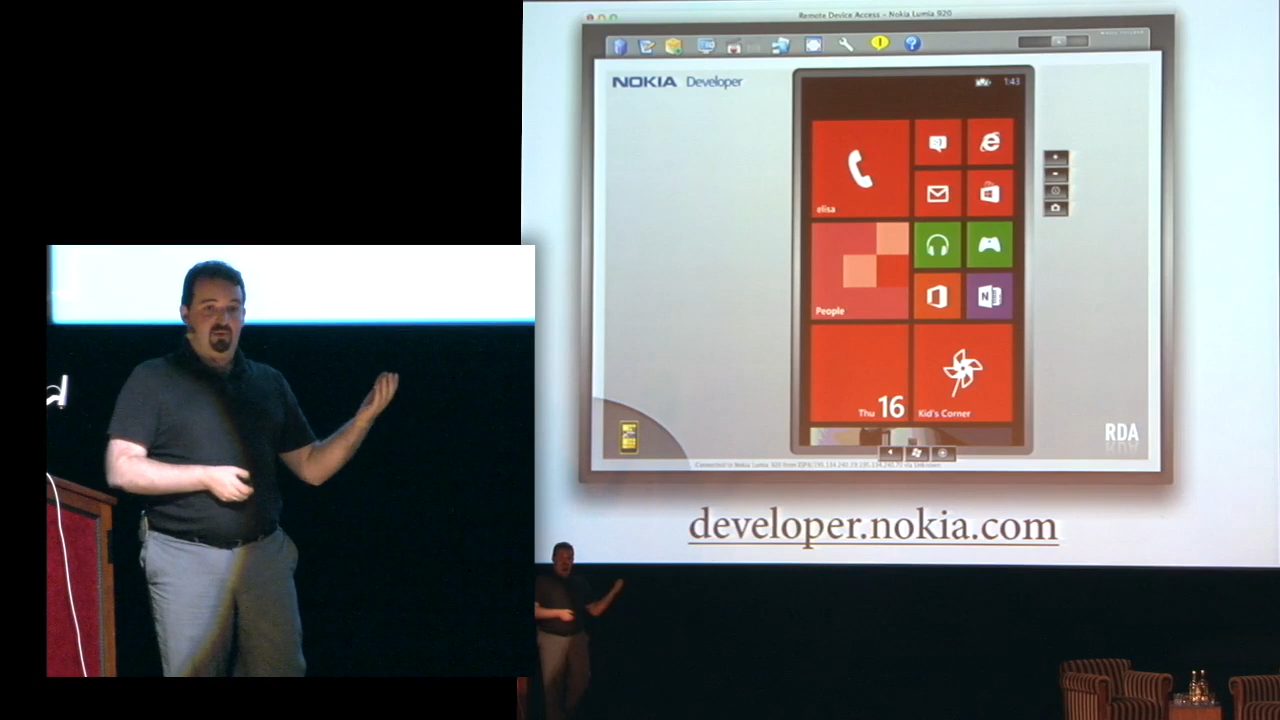 Remote Device Access – Nokia Lumia 920
NOKIA Developer
1:43
elisa
People
Thu 16
Kid's Corner
RDA
developer.nokia.com